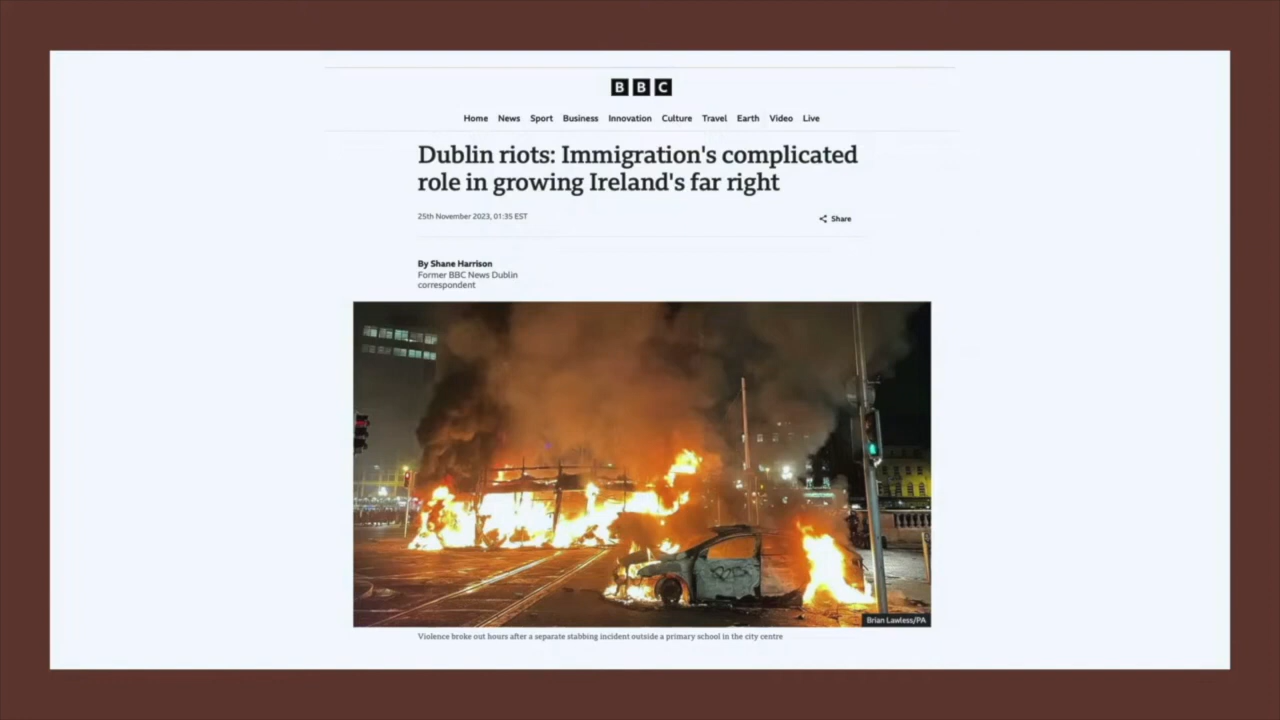 BBC
Home News Sport Business Innovation Culture Travel Earth Video Live
Dublin riots: Immigration's complicated
role in growing Ireland's far right
25th November 2023, 01:35 EST
Share
By Shane Harrison
Former BBC News Dublin
correspondent
Brian Lawless/PA
Violence broke out hours after a separate stabbing incident outside a primary school in the city centre